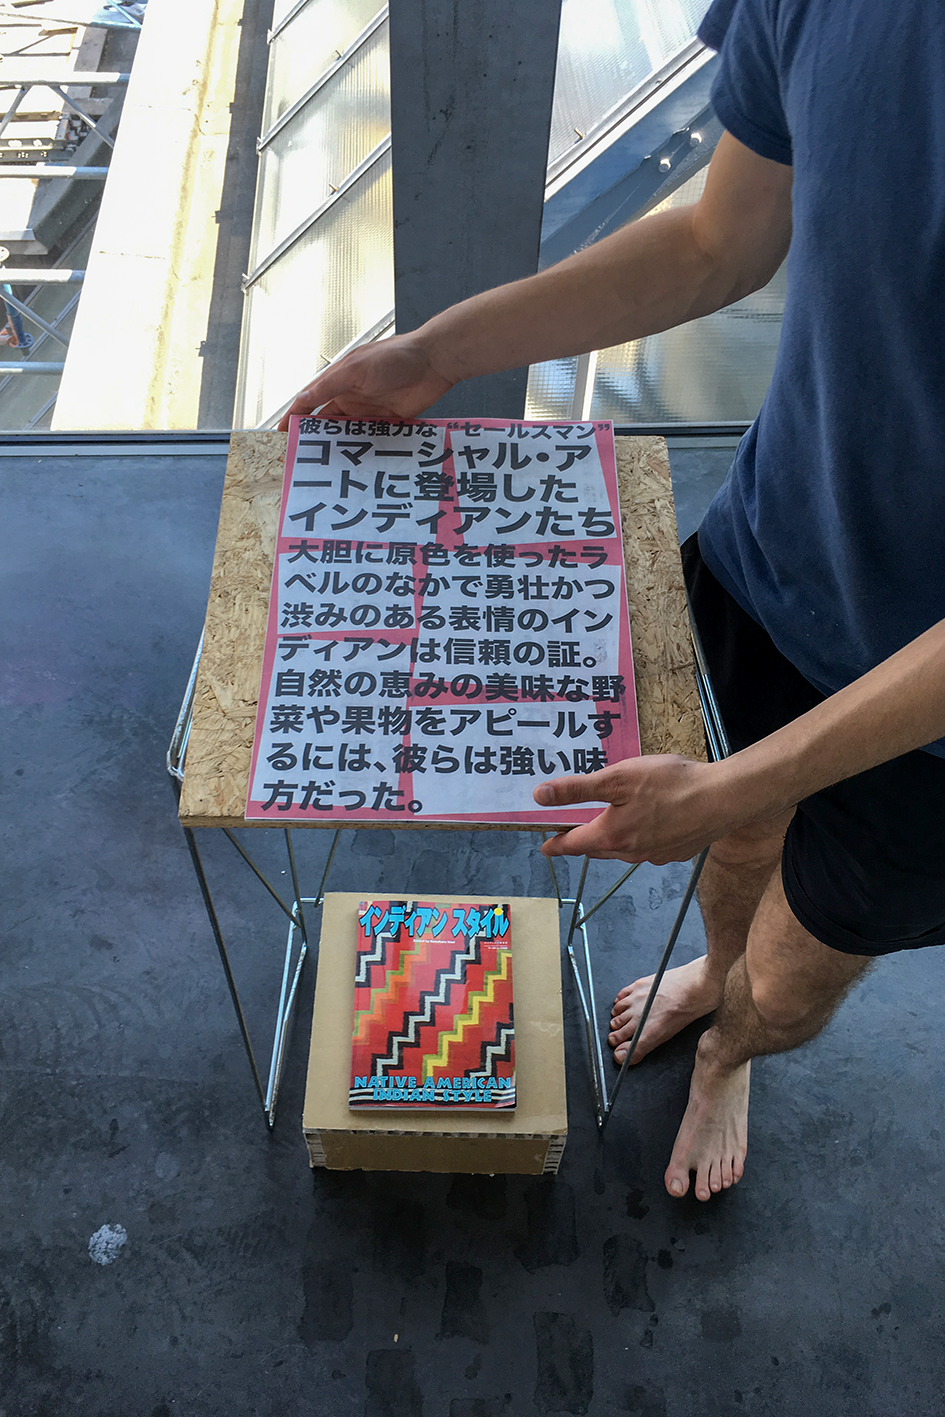 彼らは強力な“セールスマン”
コマーシャル・ア
ートに登場した
インディアンたち
大胆に原色を使ったラ
ベルのなかで勇壮かつ
渋みのある表情のイン
ディアンは信頼の証。
自然の恵みの美味な野
菜や果物をアピールす
るには、彼らは強い味
方だった。
インディアン スタイル
NATIVE AMERICAN
INDIAN STYLE